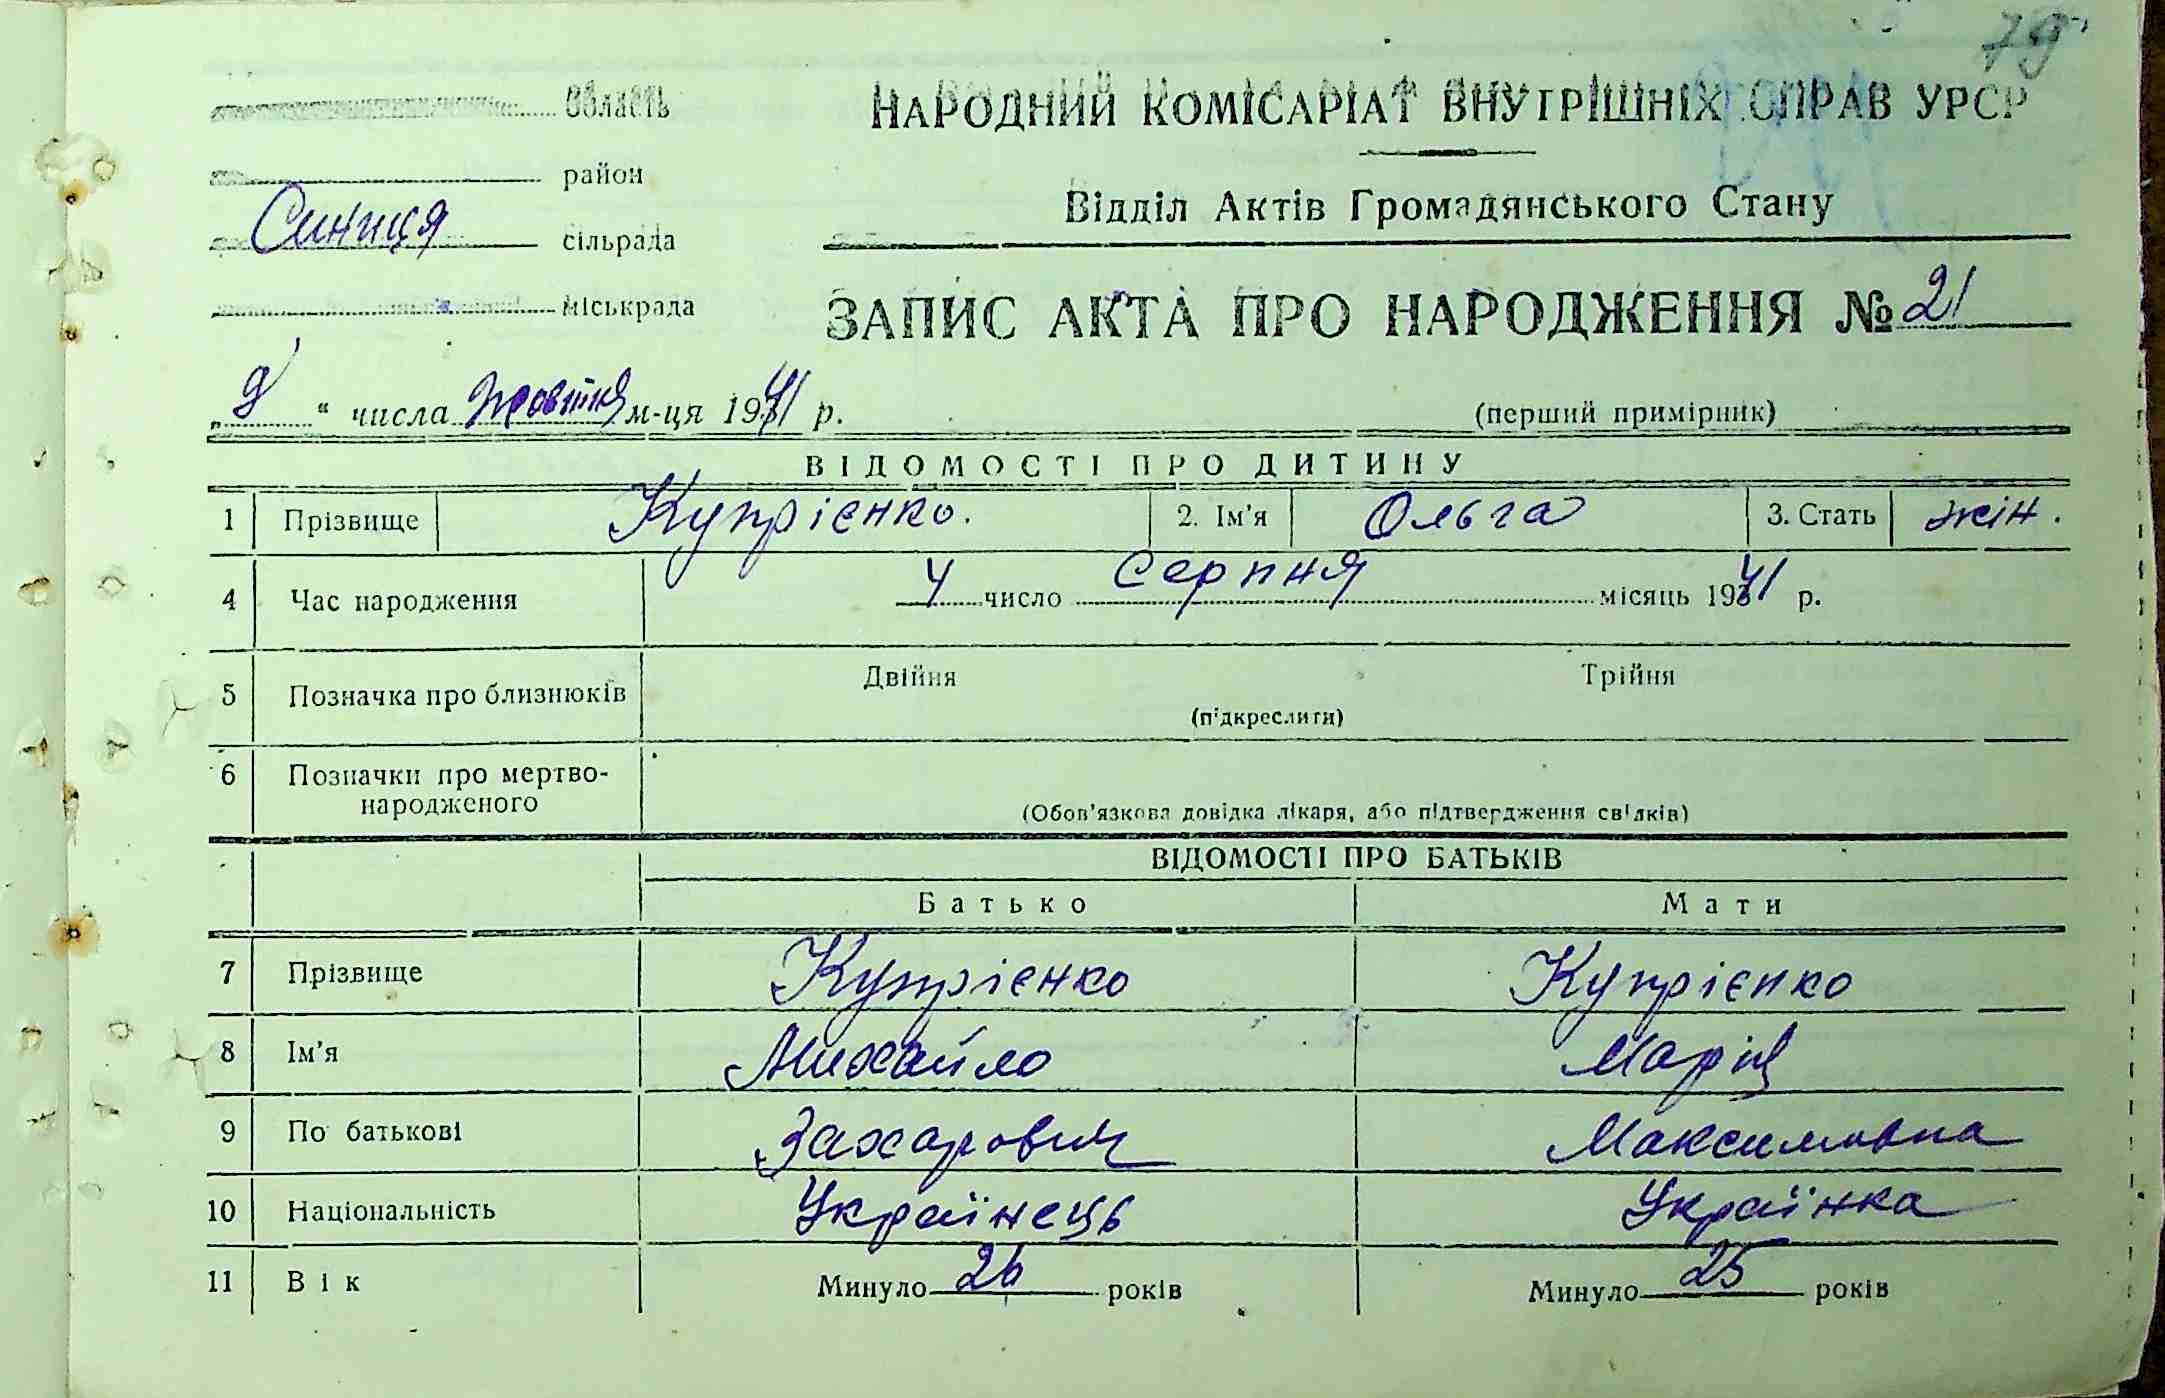 79
область
НАРОДНИЙ КОМІСАРІАТ ВНУТРІШНІХ СПРАВ УРСР
район
Відділ Актів Громадянського Стану
Синиця сільрада
міськрада
ЗАПИС АКТА ПРО НАРОДЖЕННЯ № 21
„ 9 “ числа жовтня м-ця 1941 р.
(перший примірник)
ВІДОМОСТІ ПРО ДИТИНУ
1 Прізвище Купрієнко. 2. Ім'я Ольга 3. Стать жін.
4 Час народження 4 число Серпня місяць 1941 р.
5 Позначка про близнюків Двійня Трійня
(підкреслити)
6 Позначки про мертво-
народженого
(Обов'язкова довідка лікаря, або підтвердження свідків)
ВІДОМОСТІ ПРО БАТЬКІВ
Батько Мати
7 Прізвище Купрієнко Купрієнко
8 Ім'я Михайло Марія
9 По батькові Захарович Максимовна
10 Національність Українець Українка
11 Вік Минуло 26 років Минуло 25 років